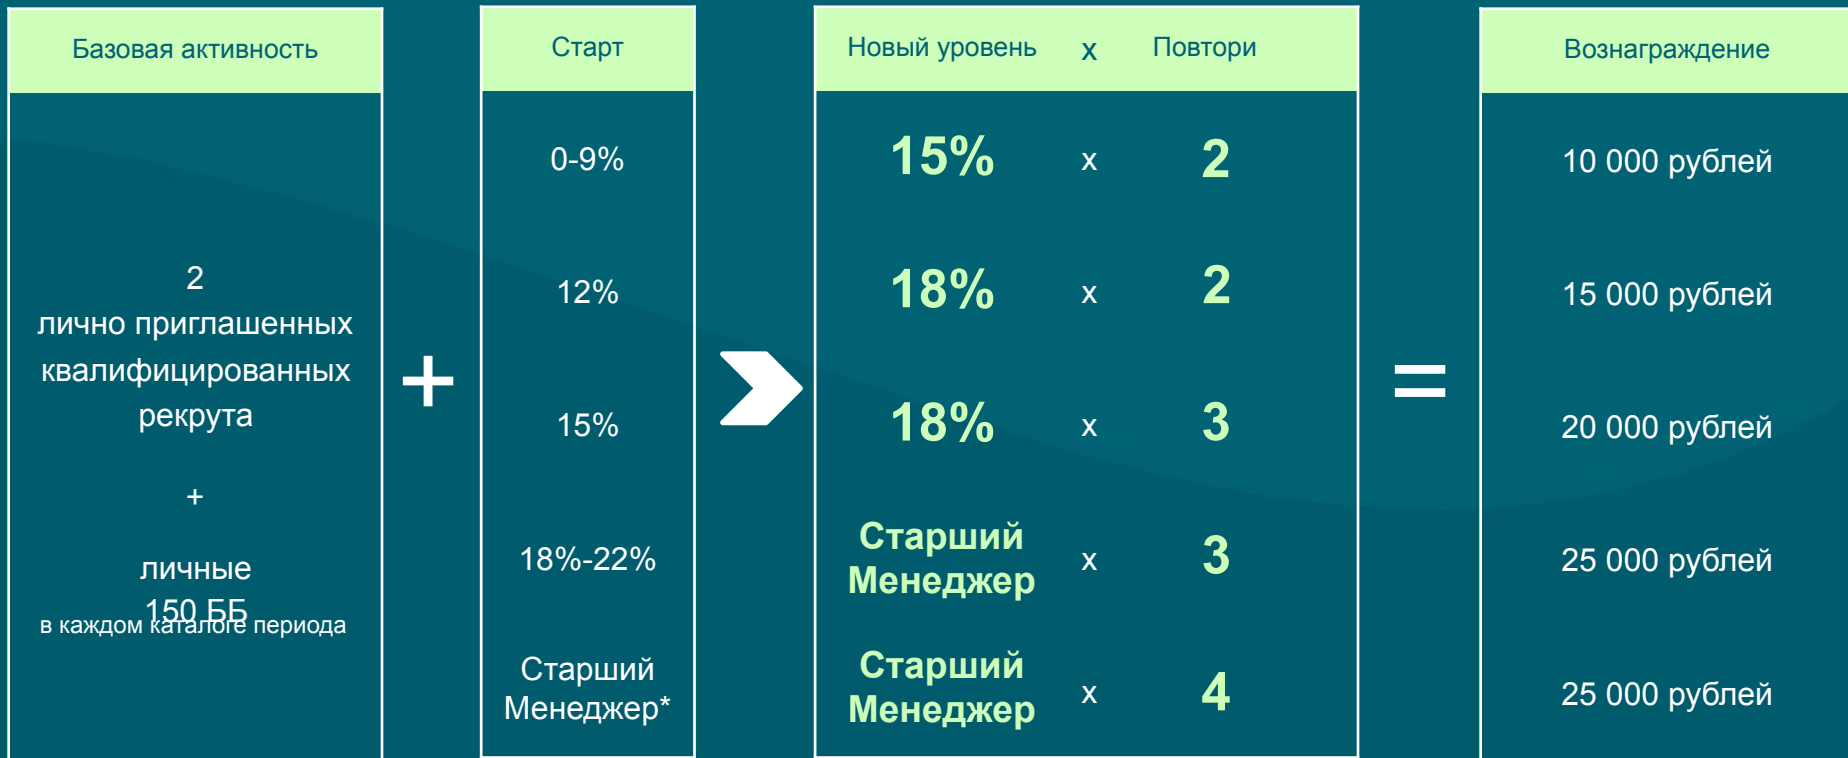 Базовая активность
Старт
Новый уровень х Повтори
Вознаграждение
2
лично приглашенных
квалифицированных
рекрута
+
личные
150 ББ
в каждом каталоге периода
+
0-9%
12%
15%
18%-22%
Старший
Менеджер*
15% х 2
18% х 2
18% х 3
Старший
Менеджер х 3
Старший
Менеджер х 4
=
10 000 рублей
15 000 рублей
20 000 рублей
25 000 рублей
25 000 рублей